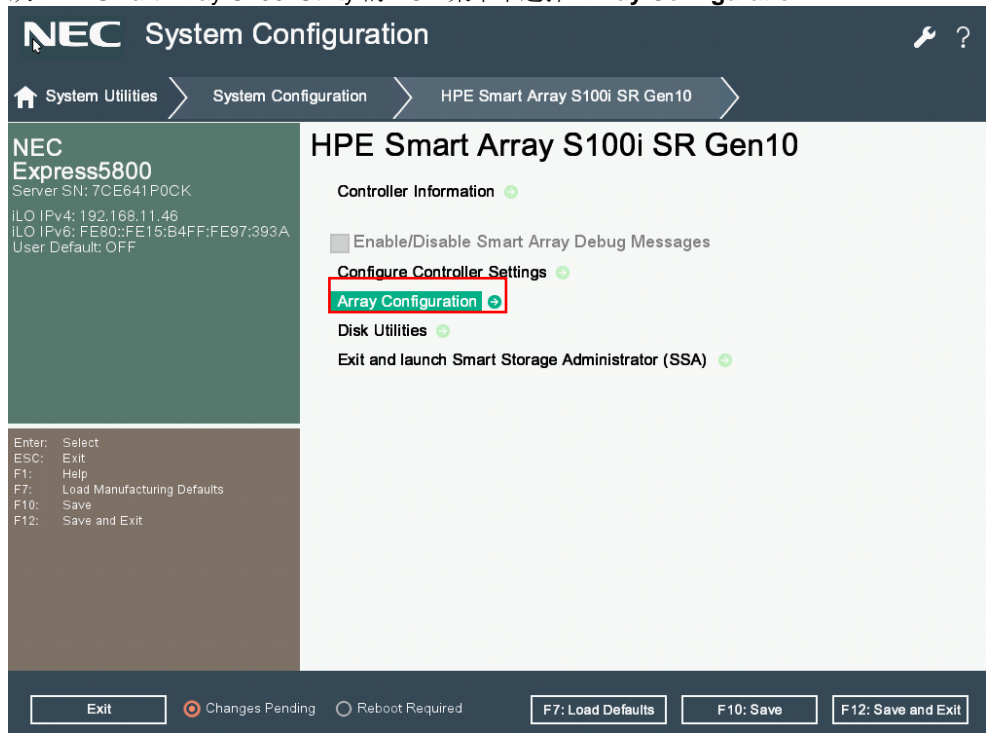 NEC System Configuration
?
System Utilities
System Configuration
HPE Smart Array S100i SR Gen10
NEC
Express5800
Server SN: 7CE641P0CK
iLO IPv4: 192.168.11.46
iLO IPv6: FE80::FE15:B4FF:FE97:393A
User Default: OFF
Enter: Select
ESC: Exit
F1: Help
F7: Load Manufacturing Defaults
F10: Save
F12: Save and Exit
HPE Smart Array S100i SR Gen10
Controller Information
Enable/Disable Smart Array Debug Messages
Configure Controller Settings
Array Configuration
Disk Utilities
Exit and launch Smart Storage Administrator (SSA)
Exit
Changes Pending
Reboot Required
F7: Load Defaults
F10: Save
F12: Save and Exit